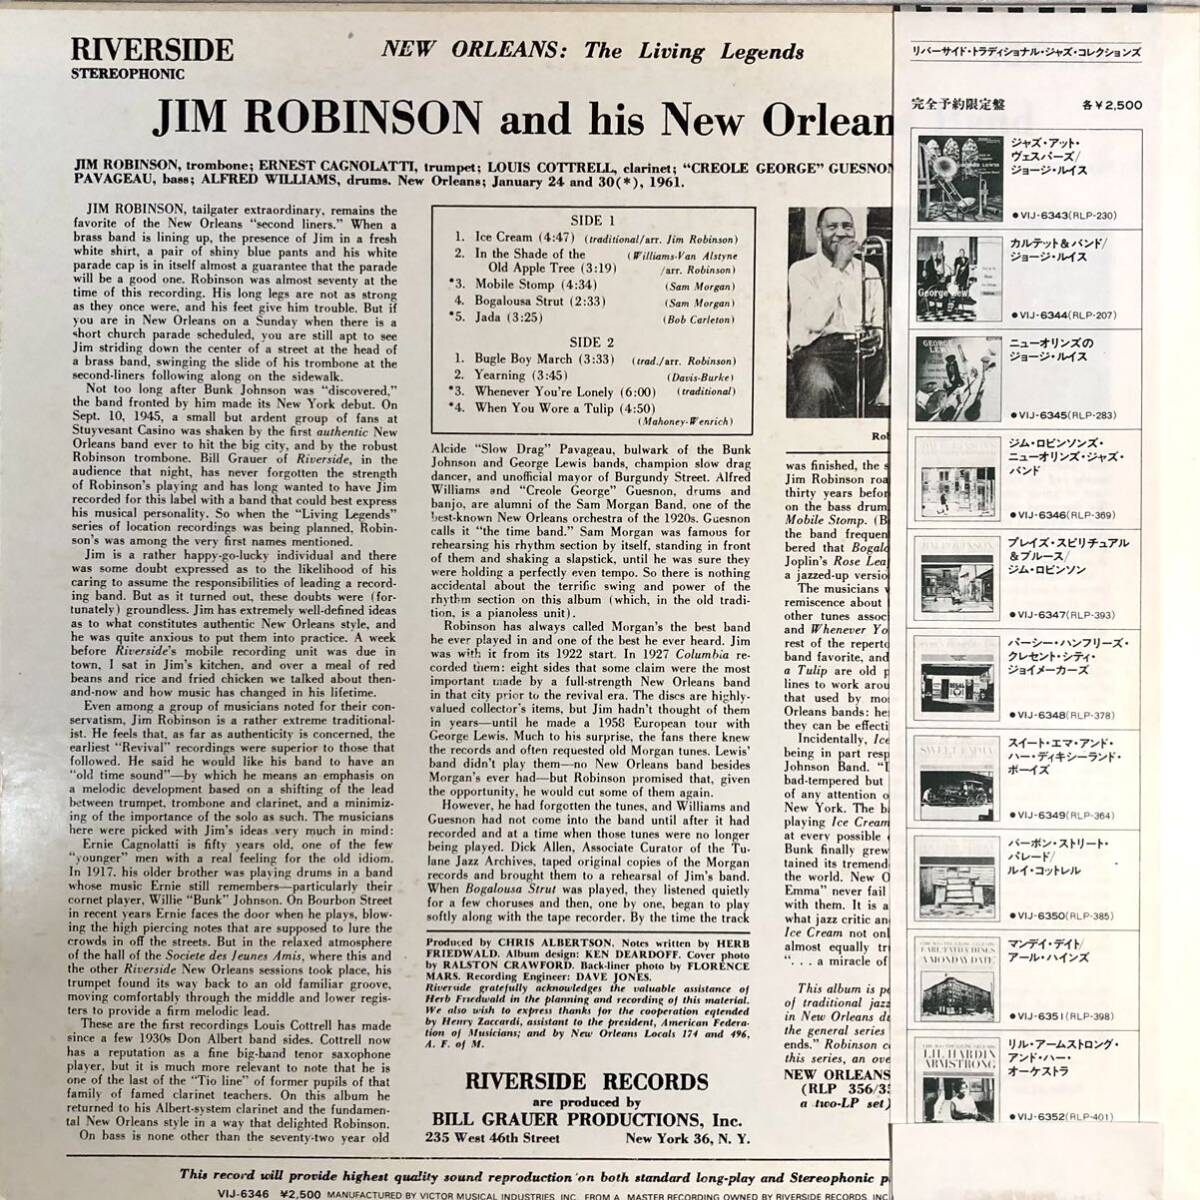 RIVERSIDE
STEREOPHONIC
NEW ORLEANS: The Living Legends
JIM ROBINSON and his New Orlean
JIM ROBINSON, trombone; ERNEST CAGNOLATTI, trumpet; LOUIS COTTRELL, clarinet; “CREOLE GEORGE” GUESNON
PAVAGEAU, bass; ALFRED WILLIAMS, drums. New Orleans; January 24 and 30(*), 1961.
JIM ROBINSON, tailgater extraordinary, remains the
favorite of the New Orleans “second liners.” When a
brass band is lining up, the presence of Jim in a fresh
white shirt, a pair of shiny blue pants and his white
parade cap is in itself almost a guarantee that the parade
will be a good one. Robinson was almost seventy at the
time of this recording. His long legs are not as strong
as they once were, and his feet give him trouble. But if
you are in New Orleans on a Sunday when there is a
short church parade scheduled, you are still apt to see
Jim striding down the center of a street at the head of
a brass band, swinging the slide of his trombone at the
second-liners following along on the sidewalk.
Not too long after Bunk Johnson was “discovered,”
the band fronted by him made its New York debut. On
Sept. 10, 1945, a small but ardent group of fans at
Stuyvesant Casino was shaken by the first authentic New
Orleans band ever to hit the big city, and by the robust
Robinson trombone. Bill Grauer of Riverside, in the
audience that night, has never forgotten the strength
of Robinson's playing and has long wanted to have Jim
recorded for this label with a band that could best express
his musical personality. So when the “Living Legends”
series of location recordings was being planned, Robin-
son's was among the very first names mentioned.
Jim is a rather happy-go-lucky individual and there
was some doubt expressed as to the likelihood of his
caring to assume the responsibilities of leading a record-
ing band. But as it turned out, these doubts were (for-
tunately) groundless. Jim has extremely well-defined ideas
as to what constitutes authentic New Orleans style, and
he was quite anxious to put them into practice. A week
before Riverside's mobile recording unit was due in
town, I sat in Jim's kitchen, and over a meal of red
beans and rice and fried chicken we talked about then-
and-now and how music has changed in his lifetime.
Even among a group of musicians noted for their con-
servatism, Jim Robinson is a rather extreme traditional-
ist. He feels that, as far as authenticity is concerned, the
earliest “Revival” recordings were superior to those that
followed. He said he would like his band to have an
“old time sound”—by which he means an emphasis on
a melodic development based on a shifting of the lead
between trumpet, trombone and clarinet, and a minimiz-
ing of the importance of the solo as such. The musicians
here were picked with Jim's ideas very much in mind:
Ernie Cagnolatti is fifty years old, one of the few
“younger” men with a real feeling for the old idiom.
In 1917, his older brother was playing drums in a band
whose music Ernie still remembers—particularly their
cornet player, Willie “Bunk” Johnson. On Bourbon Street
in recent years Ernie faces the door when he plays, blow-
ing the high piercing notes that are supposed to lure the
crowds in off the streets. But in the relaxed atmosphere
of the hall of the Societe des Jeunes Amis, where this and
the other Riverside New Orleans sessions took place, his
trumpet found its way back to an old familiar groove,
moving comfortably through the middle and lower regis-
ters to provide a firm melodic lead.
These are the first recordings Louis Cottrell has made
since a few 1930s Don Albert band sides. Cottrell now
has a reputation as a fine big-band tenor saxophone
player, but it is much more relevant to note that he is
one of the last of the “Tio line” of former pupils of that
family of famed clarinet teachers. On this album he
returned to his Albert-system clarinet and the fundamen-
tal New Orleans style in a way that delighted Robinson.
On bass is none other than the seventy-two year old
SIDE 1
1. Ice Cream (4:47) (traditional/arr. Jim Robinson)
2. In the Shade of the (Williams-Van Alstyne
Old Apple Tree (3:19) /arr. Robinson)
*3. Mobile Stomp (4:34) (Sam Morgan)
4. Bogalousa Strut (2:33) (Sam Morgan)
*5. Jada (3:25) (Bob Carleton)
SIDE 2
1. Bugle Boy March (3:33) (trad./arr. Robinson)
2. Yearning (3:45) (Davis-Burke)
*3. Whenever You're Lonely (6:00) (traditional)
*4. When You Wore a Tulip (4:50)
(Mahoney-Wenrich)
Alcide “Slow Drag” Pavageau, bulwark of the Bunk
Johnson and George Lewis bands, champion slow drag
dancer, and unofficial mayor of Burgundy Street. Alfred
Williams and “Creole George” Guesnon, drums and
banjo, are alumni of the Sam Morgan Band, one of the
best-known New Orleans orchestra of the 1920s. Guesnon
calls it “the time band.” Sam Morgan was famous for
rehearsing his rhythm section by itself, standing in front
of them and shaking a slapstick, until he was sure they
were holding a perfectly even tempo. So there is nothing
accidental about the terrific swing and power of the
rhythm section on this album (which, in the old tradi-
tion, is a pianoless unit).
Robinson has always called Morgan's the best band
he ever played in and one of the best he ever heard. Jim
was with it from its 1922 start. In 1927 Columbia re-
corded them: eight sides that some claim were the most
important made by a full-strength New Orleans band
in that city prior to the revival era. The discs are highly-
valued collector's items, but Jim hadn't thought of them
in years—until he made a 1958 European tour with
George Lewis. Much to his surprise, the fans there knew
the records and often requested old Morgan tunes. Lewis'
band didn't play them—no New Orleans band besides
Morgan's ever had—but Robinson promised that, given
the opportunity, he would cut some of them again.
However, he had forgotten the tunes, and Williams and
Guesnon had not come into the band until after it had
recorded and at a time when those tunes were no longer
being played. Dick Allen, Associate Curator of the Tu-
lane Jazz Archives, taped original copies of the Morgan
records and brought them to a rehearsal of Jim's band.
When Bogalousa Strut was played, they listened quietly
for a few choruses and then, one by one, began to play
softly along with the tape recorder. By the time the track
Produced by CHRIS ALBERTSON. Notes written by HERB
FRIEDWALD. Album design: KEN DEARDOFF. Cover photo
by RALSTON CRAWFORD. Back-liner photo by FLORENCE
MARS. Recording Engineer: DAVE JONES.
Riverside gratefully acknowledges the valuable assistance of
Herb Friedwald in the planning and recording of this material.
We also wish to express thanks for the cooperation eqtended
by Henry Zaccardi, assistant to the president, American Federa-
tion of Musicians; and by New Orleans Locals 174 and 496,
A. F. of M.
RIVERSIDE RECORDS
are produced by
BILL GRAUER PRODUCTIONS, Inc.
235 West 46th Street New York 36, N. Y.
Rob
was finished, the s
Jim Robinson roa
thirty years befor
on the bass drum
Mobile Stomp. (B
the band frequen
bered that Bogalo
Joplin's Rose Lea
a jazzed-up versio
The musicians w
remiscence about
other tunes assoc
and Whenever Yo
rest of the reperto
band favorite, and
a Tulip are old p
lines to work arou
that used by mo
Orleans bands: he
they can be effecti
Incidentally, Ice
being in part resp
Johnson Band. “I
bad-tempered but
of any attention o
New York. The b
playing Ice Cream
at every possible
Bunk finally grew
tained its tremend
the world. New O
Emma” never fail
with them. It is a
what jazz critic an
Ice Cream not onl
almost equally tr
“. . . a miracle of
This album is pa
of traditional jazz
in New Orleans du
the general series
ends.” Robinson c
this series, an ove
NEW ORLEANS
(RLP 356/35
a two-LP set)
This record will provide highest quality sound reproduction on both standard long-play and Stereophonic p
VIJ-6346 ¥2,500 MANUFACTURED BY VICTOR MUSICAL INDUSTRIES, INC. FROM A MASTER RECORDING OWNED BY RIVERSIDE RECORDS, INC
リバーサイド・トラディショナル・ジャズ・コレクションズ
完全予約限定盤 各¥2,500
ジャズ・アット・
ヴェスパーズ/
ジョージ・ルイス
●VIJ-6343(RLP-230)
カルテット&バンド/
ジョージ・ルイス
●VIJ-6344(RLP-207)
ニューオリンズの
ジョージ・ルイス
●VIJ-6345(RLP-283)
ジム・ロビンソンズ・
ニューオリンズ・ジャズ・
バンド
●VIJ-6346(RLP-369)
プレイズ・スピリチュアル
&ブルース/
ジム・ロビンソン
●VIJ-6347(RLP-393)
パーシー・ハンフリーズ・
クレセント・シティ・
ジョイメーカーズ
●VIJ-6348(RLP-378)
スイート・エマ・アンド・
ハー・ディキシーランド・
ボーイズ
●VIJ-6349(RLP-364)
バーボン・ストリート・
パレード/
ルイ・コットレル
●VIJ-6350(RLP-385)
マンデイ・デイト/
アール・ハインズ
●VIJ-6351(RLP-398)
リル・アームストロング・
アンド・ハー・
オーケストラ
●VIJ-6352(RLP-401)
George Lewis
A MONDAY DATE
LIL HARDIN
ARMSTRONG